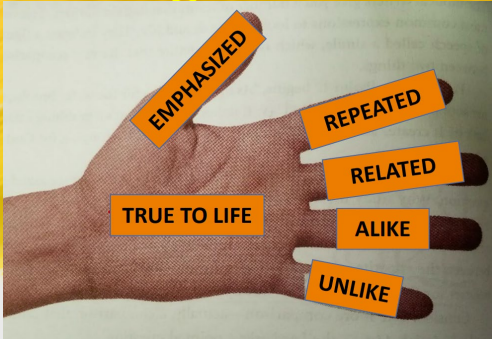 EMPHASIZED
REPEATED
RELATED
TRUE TO LIFE
ALIKE
UNLIKE